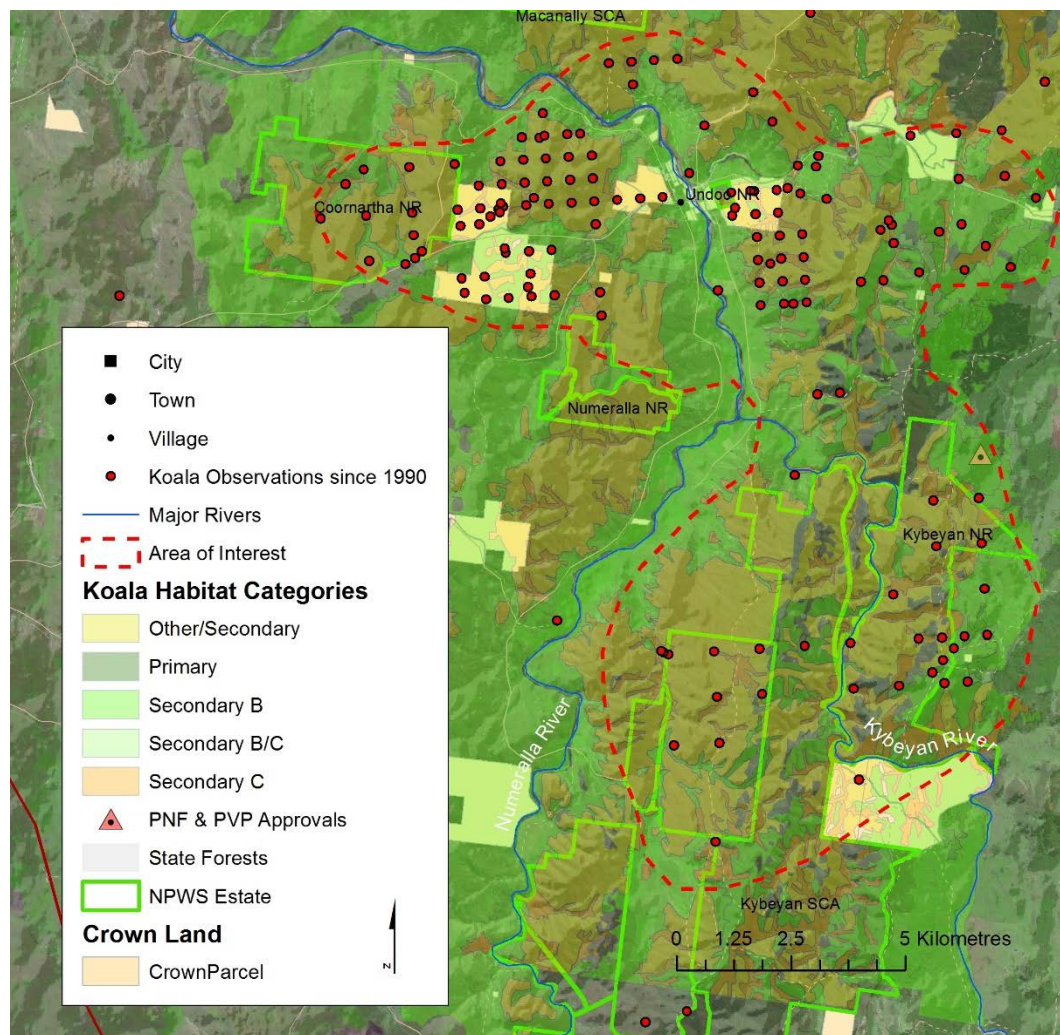 Macanally SCA
Undoo NR
Coornartha NR
Numeralla NR
Kybeyan NR
Numeralla River
Kybeyan River
Kybeyan SCA
0 1.25 2.5 5 Kilometres
City
Town
Village
Koala Observations since 1990
Major Rivers
Area of Interest
Koala Habitat Categories
Other/Secondary
Primary
Secondary B
Secondary B/C
Secondary C
PNF & PVP Approvals
State Forests
NPWS Estate
Crown Land
CrownParcel
N